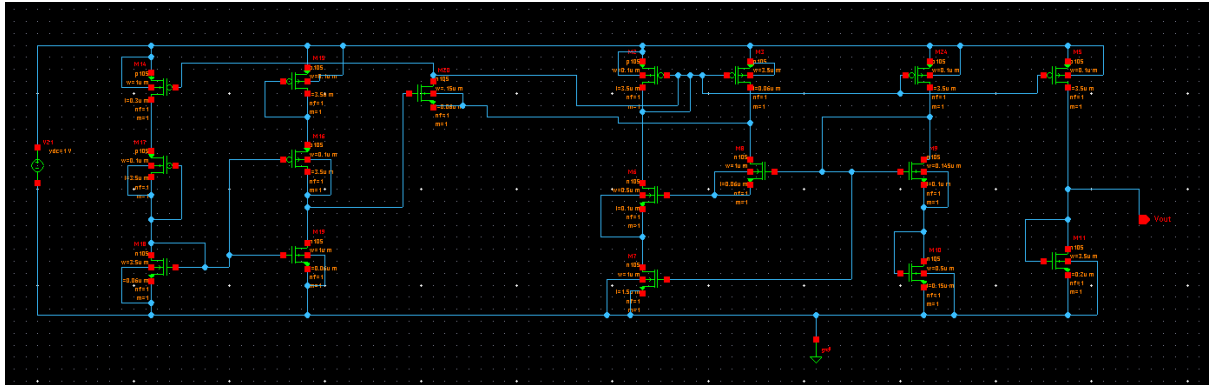 V21
vdc=1V
M14
p105
w=1u m
l=0.3u m
nf=1
m=1
M17
p105
w=0.1u m
l=3.5u m
nf=1
m=1
M18
n105
w=3.5u m
l=0.06u m
nf=1
m=1
p105
w=0.1u m
nf=1
m=1
M16
p105
w=0.1u m
l=3.5u m
nf=1
m=1
M19
n105
w=1u m
nf=1
m=1
n105
w=.15u m
nf=1
m=1
p105
w=0.1u m
l=3.5u m
nf=1
m=1
M3
p105
w=3.5u m
l=0.06u m
nf=1
m=1
M6
n105
w=0.5u m
l=0.1u m
nf=1
m=1
M8
n105
w=1u m
l=0.06u m
nf=1
m=1
M7
n105
w=1u m
l=1.5u m
nf=1
m=1
M24
p105
w=0.1u m
l=3.5u m
nf=1
m=1
M9
n105
w=0.145u m
l=0.1u m
nf=1
m=1
M10
n105
w=0.5u m
l=0.15u m
nf=1
m=1
M5
p105
w=0.1u m
l=3.5u m
nf=1
m=1
M11
n105
w=3.5u m
l=0.2u m
nf=1
m=1
Vout
gnd